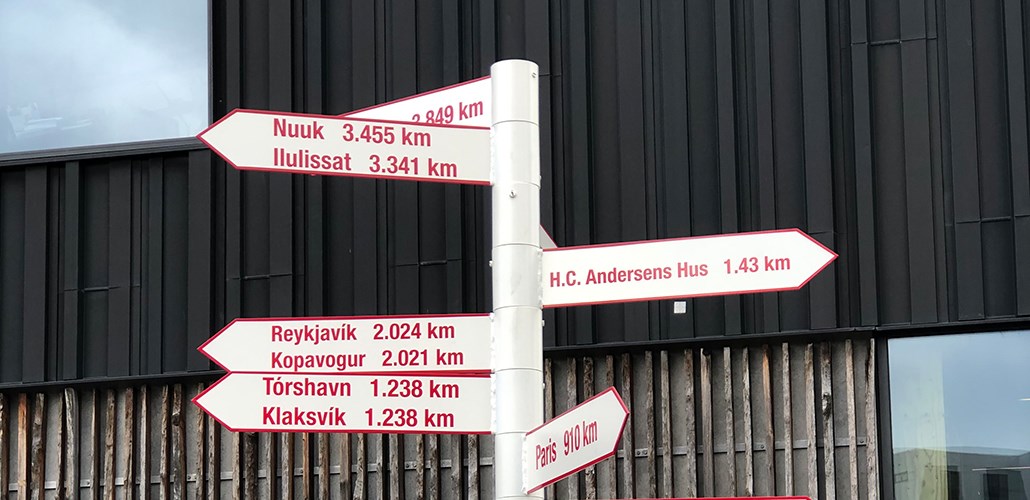 2.849 km
Nuuk 3.455 km
Ilulissat 3.341 km
H.C. Andersens Hus 1.43 km
Reykjavík 2.024 km
Kopavogur 2.021 km
Tórshavn 1.238 km
Klaksvík 1.238 km
Paris 910 km